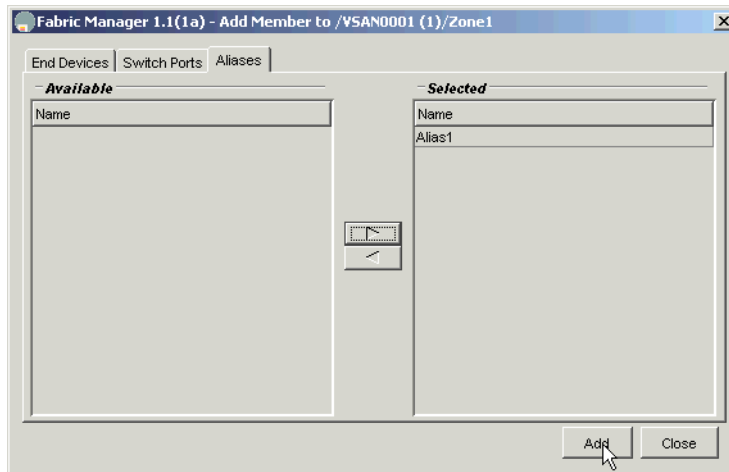 Fabric Manager 1.1(1a) - Add Member to /VSAN0001 (1)/Zone1
End Devices Switch Ports Aliases
Available Selected
Name Name
Alias1
Add Close